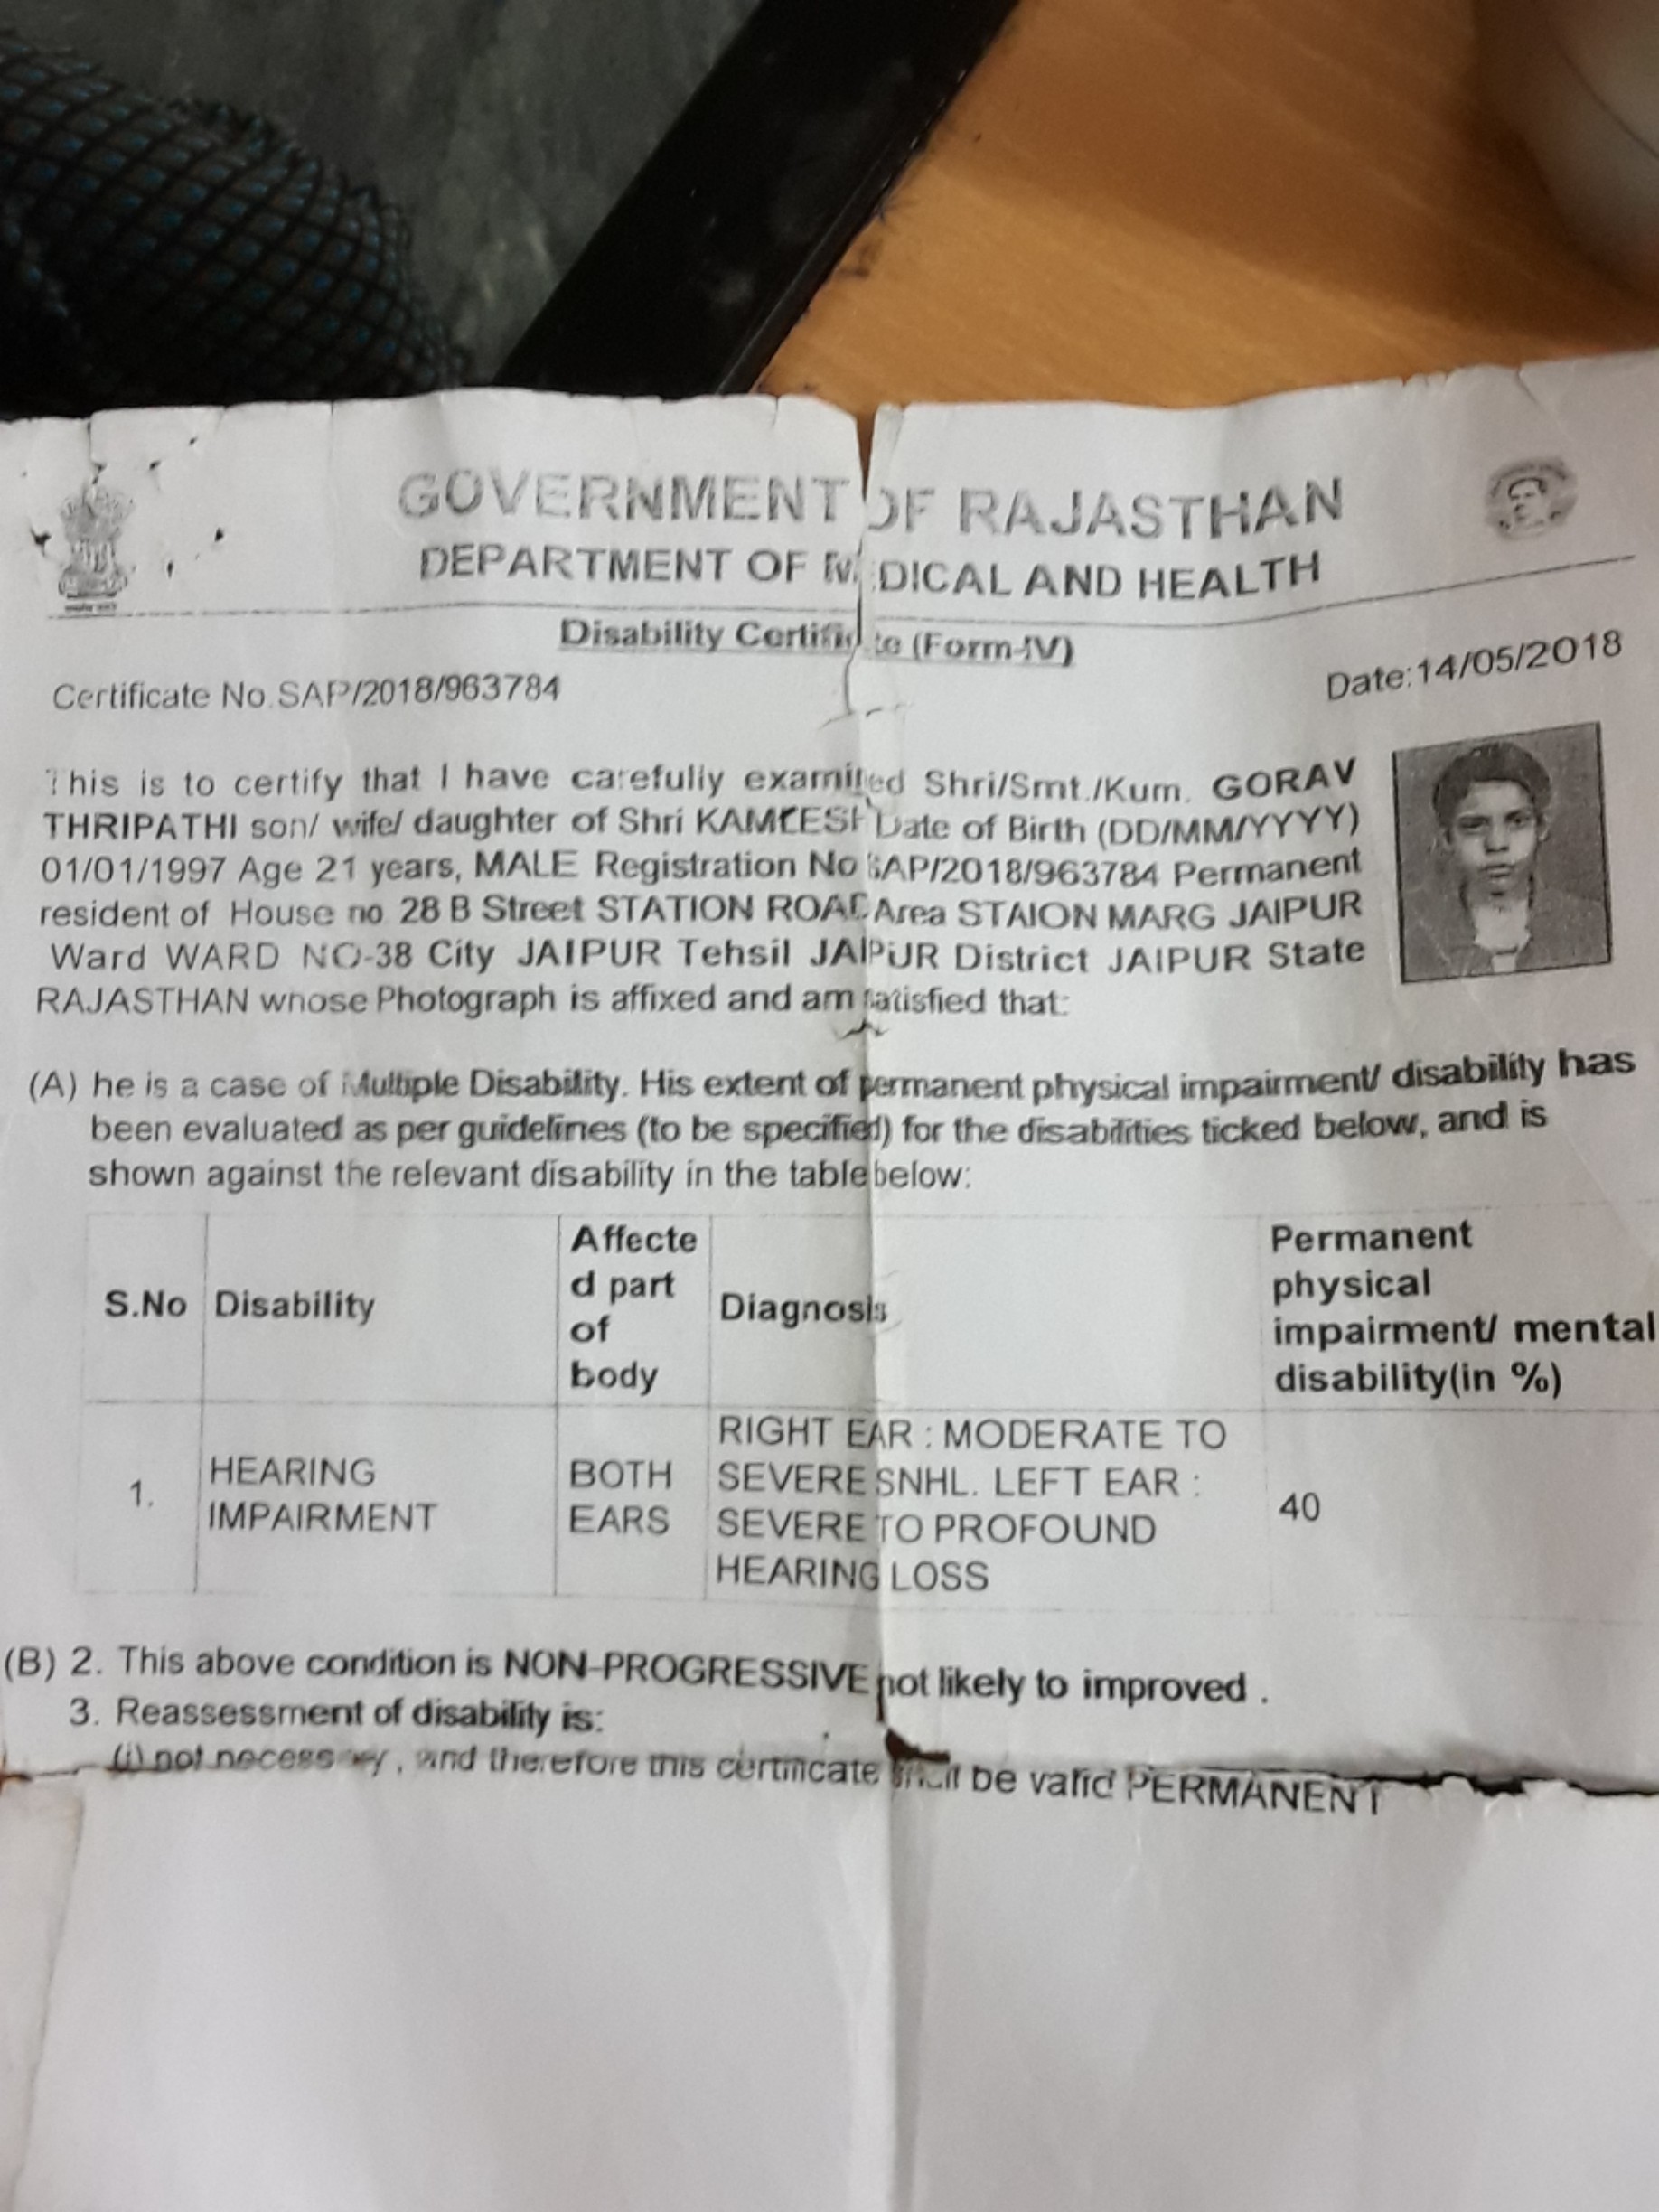 GOVERNMENT OF RAJASTHAN
DEPARTMENT OF MEDICAL AND HEALTH
Disability Certificate (Form-IV)
Certificate No.SAP/2018/963784
Date:14/05/2018
This is to certify that I have carefully examined Shri/Smt./Kum. GORAV
THRIPATHI son/ wife/ daughter of Shri KAMLESH Date of Birth (DD/MM/YYYY)
01/01/1997 Age 21 years, MALE Registration No SAP/2018/963784 Permanent
resident of House no 28 B Street STATION ROAD Area STAION MARG JAIPUR
Ward WARD NO-38 City JAIPUR Tehsil JAIPUR District JAIPUR State
RAJASTHAN whose Photograph is affixed and am satisfied that:
(A) he is a case of Multiple Disability. His extent of permanent physical impairment/ disability has
been evaluated as per guidelines (to be specified) for the disabilities ticked below, and is
shown against the relevant disability in the table below:
S.No Disability Affecte d part of body Diagnosis Permanent physical impairment/ mental disability(in %)
1. HEARING IMPAIRMENT BOTH EARS RIGHT EAR : MODERATE TO SEVERE SNHL. LEFT EAR : SEVERE TO PROFOUND HEARING LOSS 40
(B) 2. This above condition is NON-PROGRESSIVE not likely to improved .
3. Reassessment of disability is:
(i) not necessary , and therefore this certificate shall be valid PERMANENT